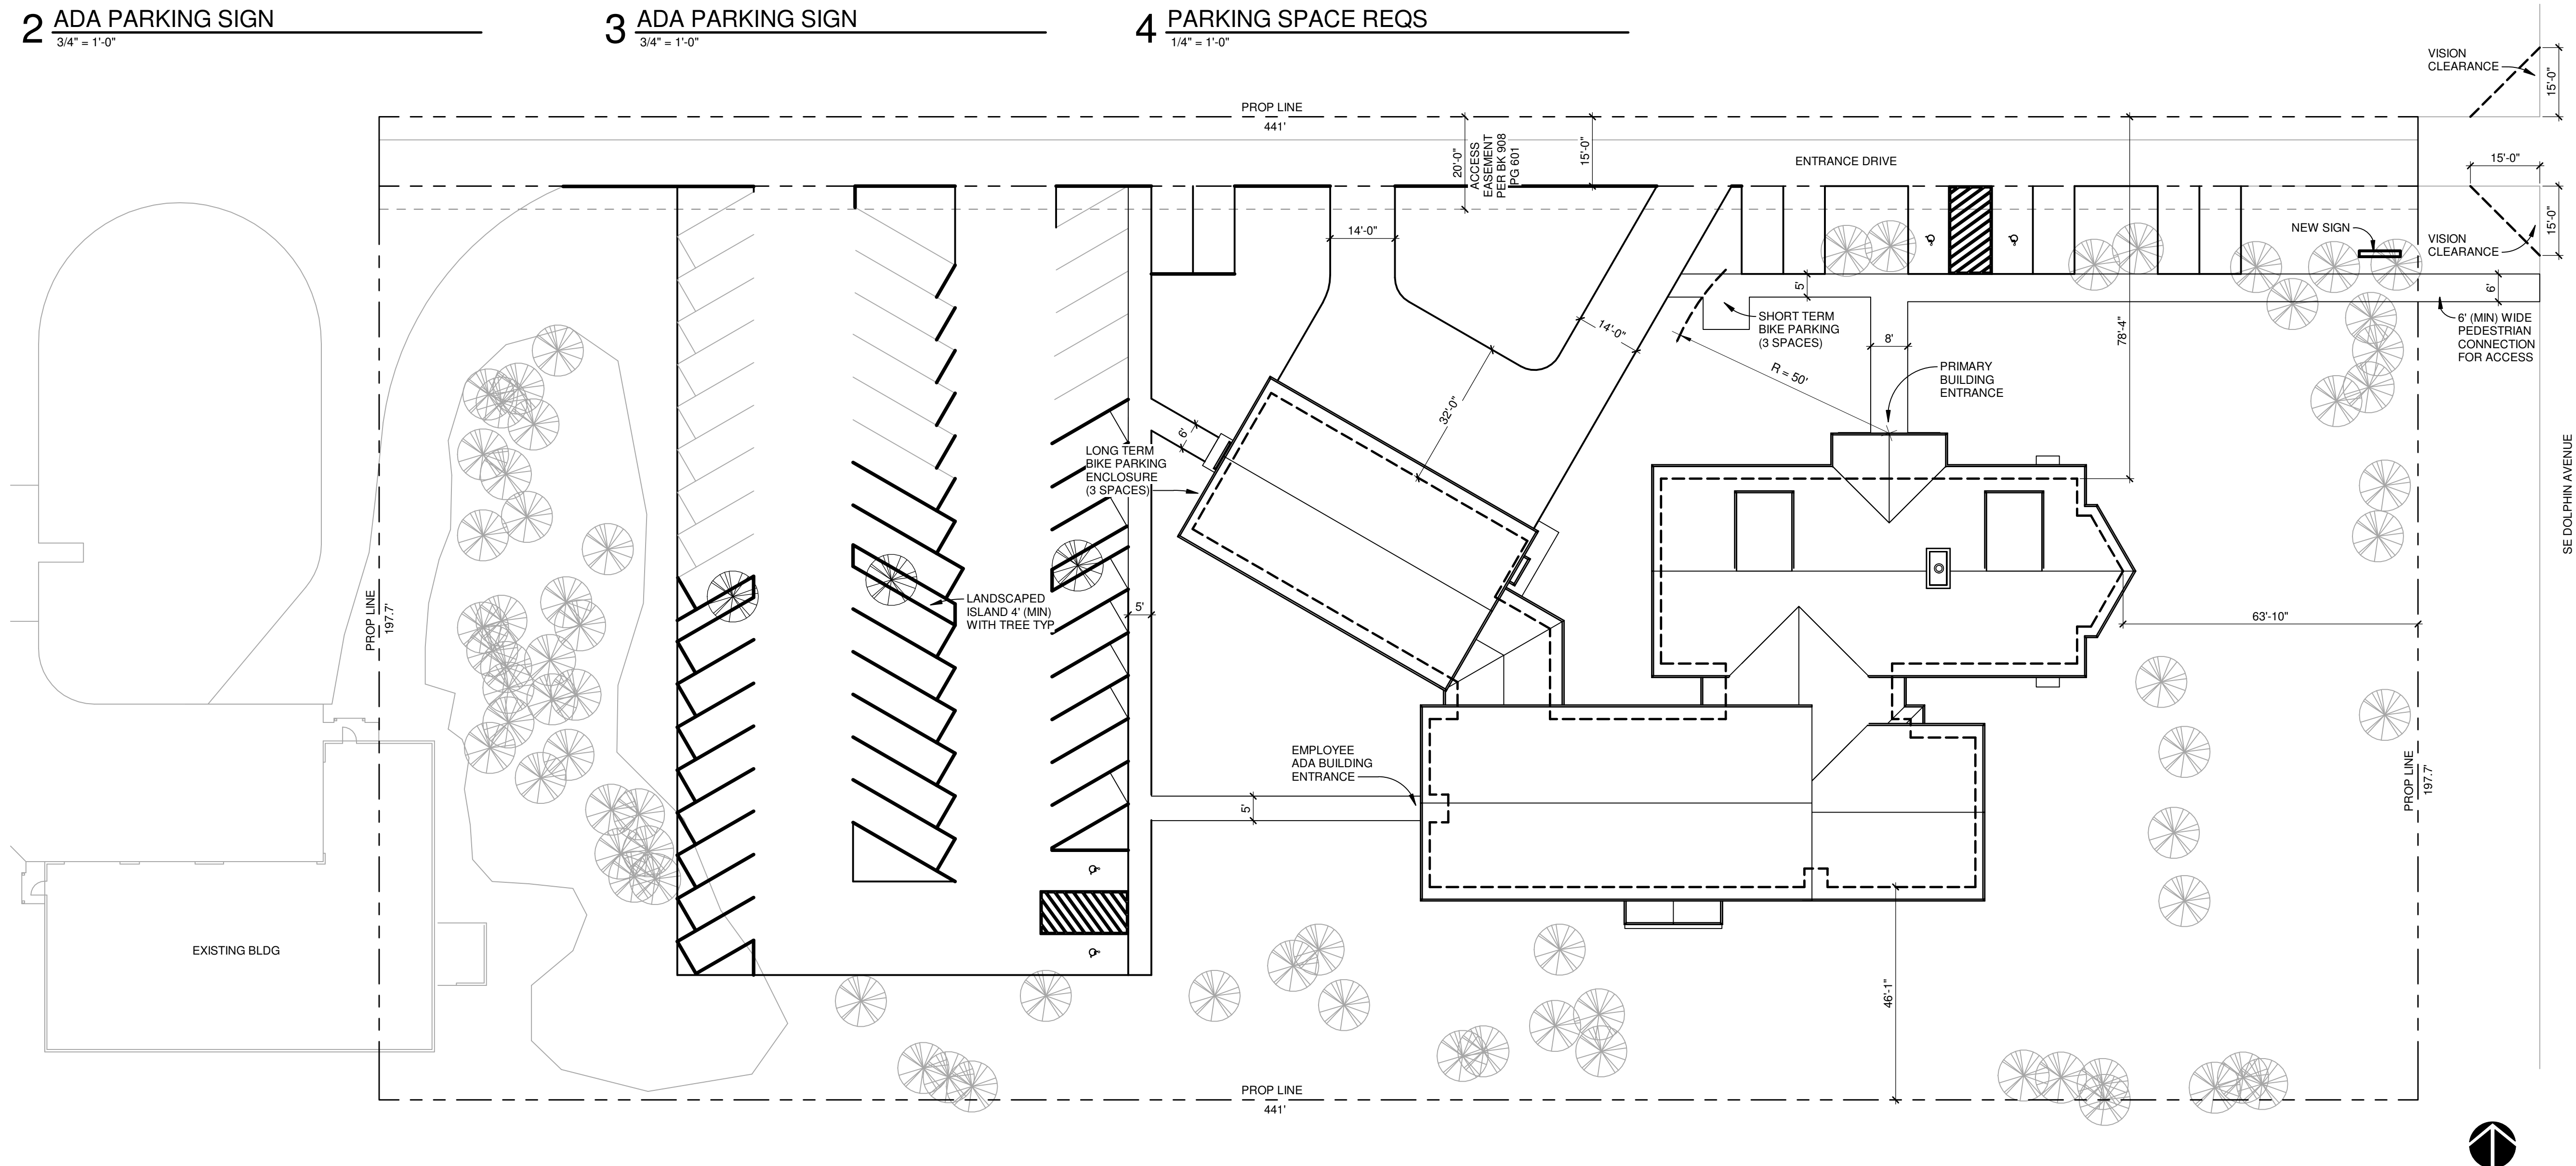 2 ADA PARKING SIGN
3/4" = 1'-0"
3 ADA PARKING SIGN
3/4" = 1'-0"
4 PARKING SPACE REQS
1/4" = 1'-0"
VISION
CLEARANCE
15'-0"
PROP LINE
441'
20'-0"
ACCESS
EASEMENT
PER BK 908
PG 601
15'-0"
ENTRANCE DRIVE
15'-0"
15'-0"
VISION
CLEARANCE
NEW SIGN
14'-0"
5'
6'
6' (MIN) WIDE
PEDESTRIAN
CONNECTION
FOR ACCESS
SHORT TERM
BIKE PARKING
(3 SPACES)
14'-0"
8'
78'-4"
R = 50'
PRIMARY
BUILDING
ENTRANCE
32'-0"
6'
LONG TERM
BIKE PARKING
ENCLOSURE
(3 SPACES)
SE DOLPHIN AVENUE
LANDSCAPED
ISLAND 4' (MIN)
WITH TREE TYP
5'
PROP LINE
197.7'
63'-10"
EMPLOYEE
ADA BUILDING
ENTRANCE
5'
PROP LINE
197.7'
EXISTING BLDG
46'-1"
PROP LINE
441'